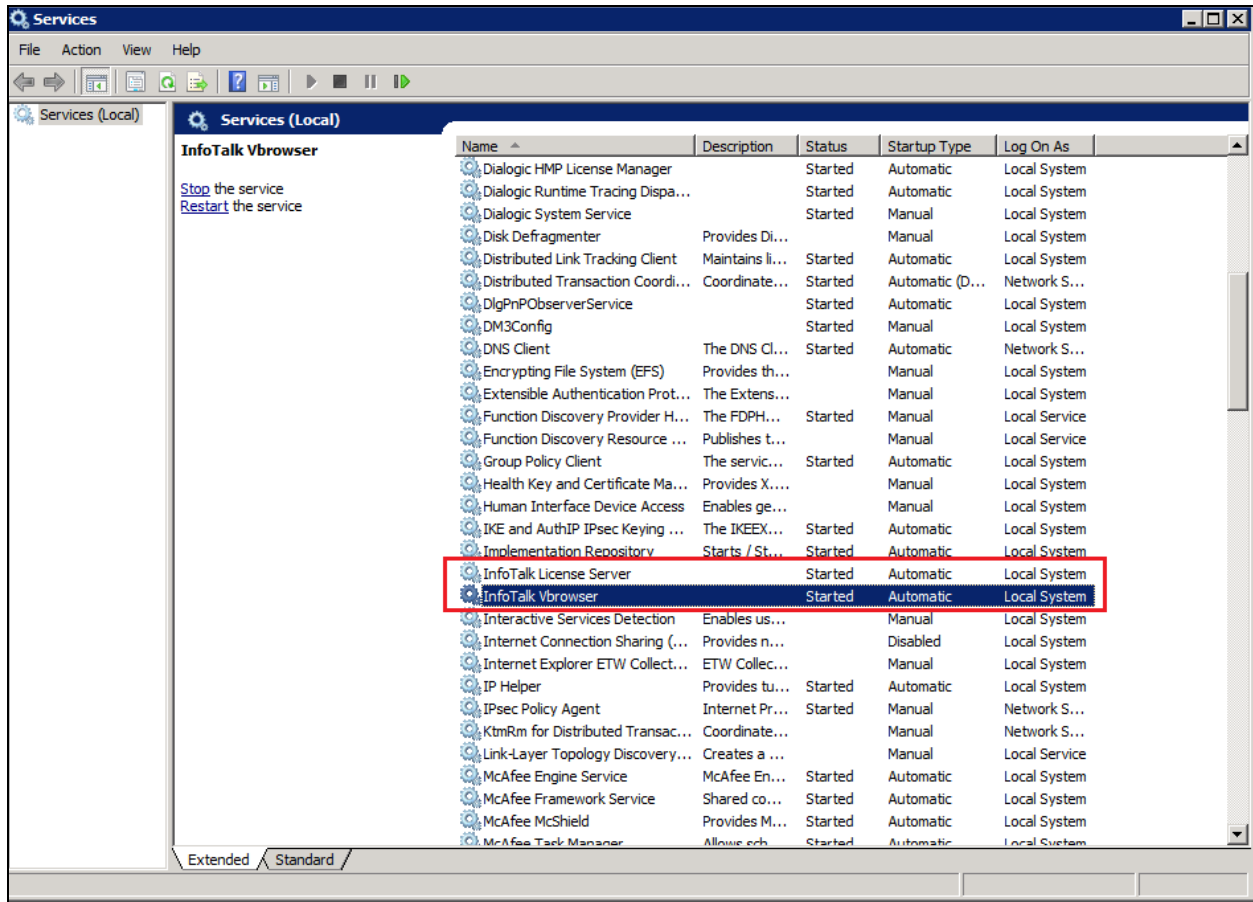 Services
File Action View Help
Services (Local)
Services (Local)
InfoTalk Vbrowser
Stop the service
Restart the service
Name Description Status Startup Type Log On As
Dialogic HMP License Manager Started Automatic Local System
Dialogic Runtime Tracing Dispa... Started Automatic Local System
Dialogic System Service Started Manual Local System
Disk Defragmenter Provides Di... Manual Local System
Distributed Link Tracking Client Maintains li... Started Automatic Local System
Distributed Transaction Coordi... Coordinate... Started Automatic (D... Network S...
DlgPnPObserverService Started Automatic Local System
DM3Config Started Manual Local System
DNS Client The DNS Cl... Started Automatic Network S...
Encrypting File System (EFS) Provides th... Manual Local System
Extensible Authentication Prot... The Extens... Manual Local System
Function Discovery Provider H... The FDPH... Started Manual Local Service
Function Discovery Resource ... Publishes t... Manual Local Service
Group Policy Client The servic... Started Automatic Local System
Health Key and Certificate Ma... Provides X.... Manual Local System
Human Interface Device Access Enables ge... Manual Local System
IKE and AuthIP IPsec Keying ... The IKEEX... Started Automatic Local System
Implementation Repository Starts / St... Started Automatic Local System
InfoTalk License Server Started Automatic Local System
InfoTalk Vbrowser Started Automatic Local System
Interactive Services Detection Enables us... Manual Local System
Internet Connection Sharing (... Provides n... Disabled Local System
Internet Explorer ETW Collect... ETW Collec... Manual Local System
IP Helper Provides tu... Started Automatic Local System
IPsec Policy Agent Internet Pr... Started Manual Network S...
KtmRm for Distributed Transac... Coordinate... Manual Network S...
Link-Layer Topology Discovery... Creates a ... Manual Local Service
McAfee Engine Service McAfee En... Started Automatic Local System
McAfee Framework Service Shared co... Started Automatic Local System
McAfee McShield Provides M... Started Automatic Local System
McAfee Task Manager Allows sch... Started Automatic Local System
Extended Standard